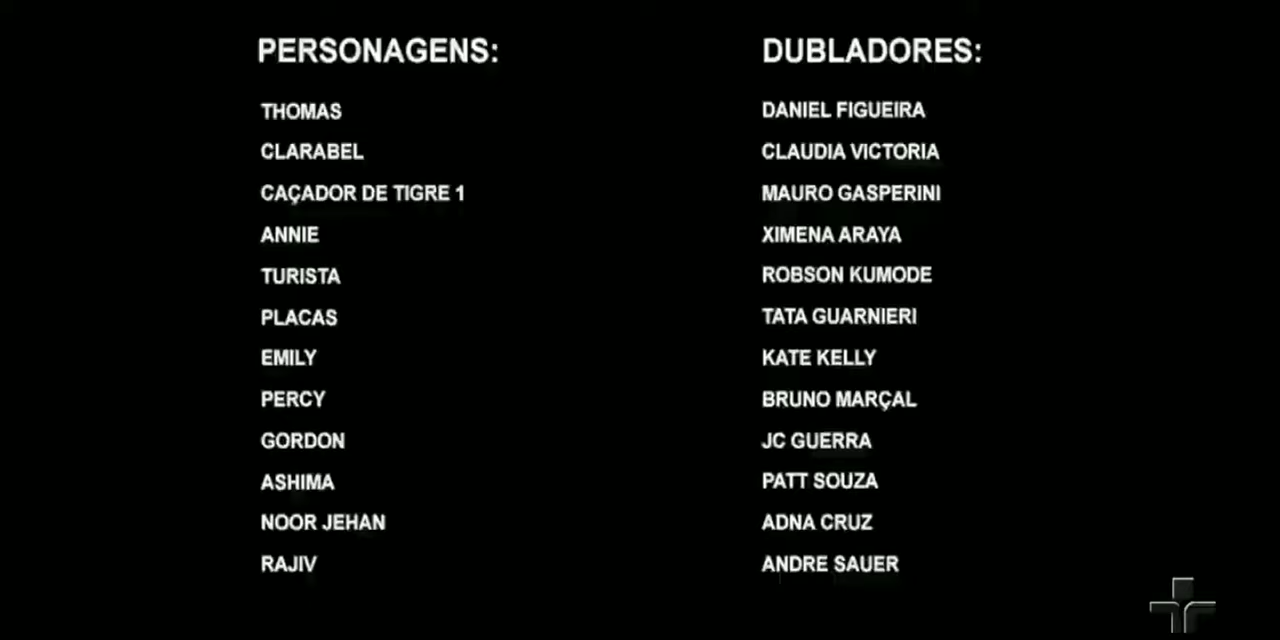 PERSONAGENS: DUBLADORES:
THOMAS DANIEL FIGUEIRA
CLARABEL CLAUDIA VICTORIA
CAÇADOR DE TIGRE 1 MAURO GASPERINI
ANNIE XIMENA ARAYA
TURISTA ROBSON KUMODE
PLACAS TATA GUARNIERI
EMILY KATE KELLY
PERCY BRUNO MARÇAL
GORDON JC GUERRA
ASHIMA PATT SOUZA
NOOR JEHAN ADNA CRUZ
RAJIV ANDRE SAUER